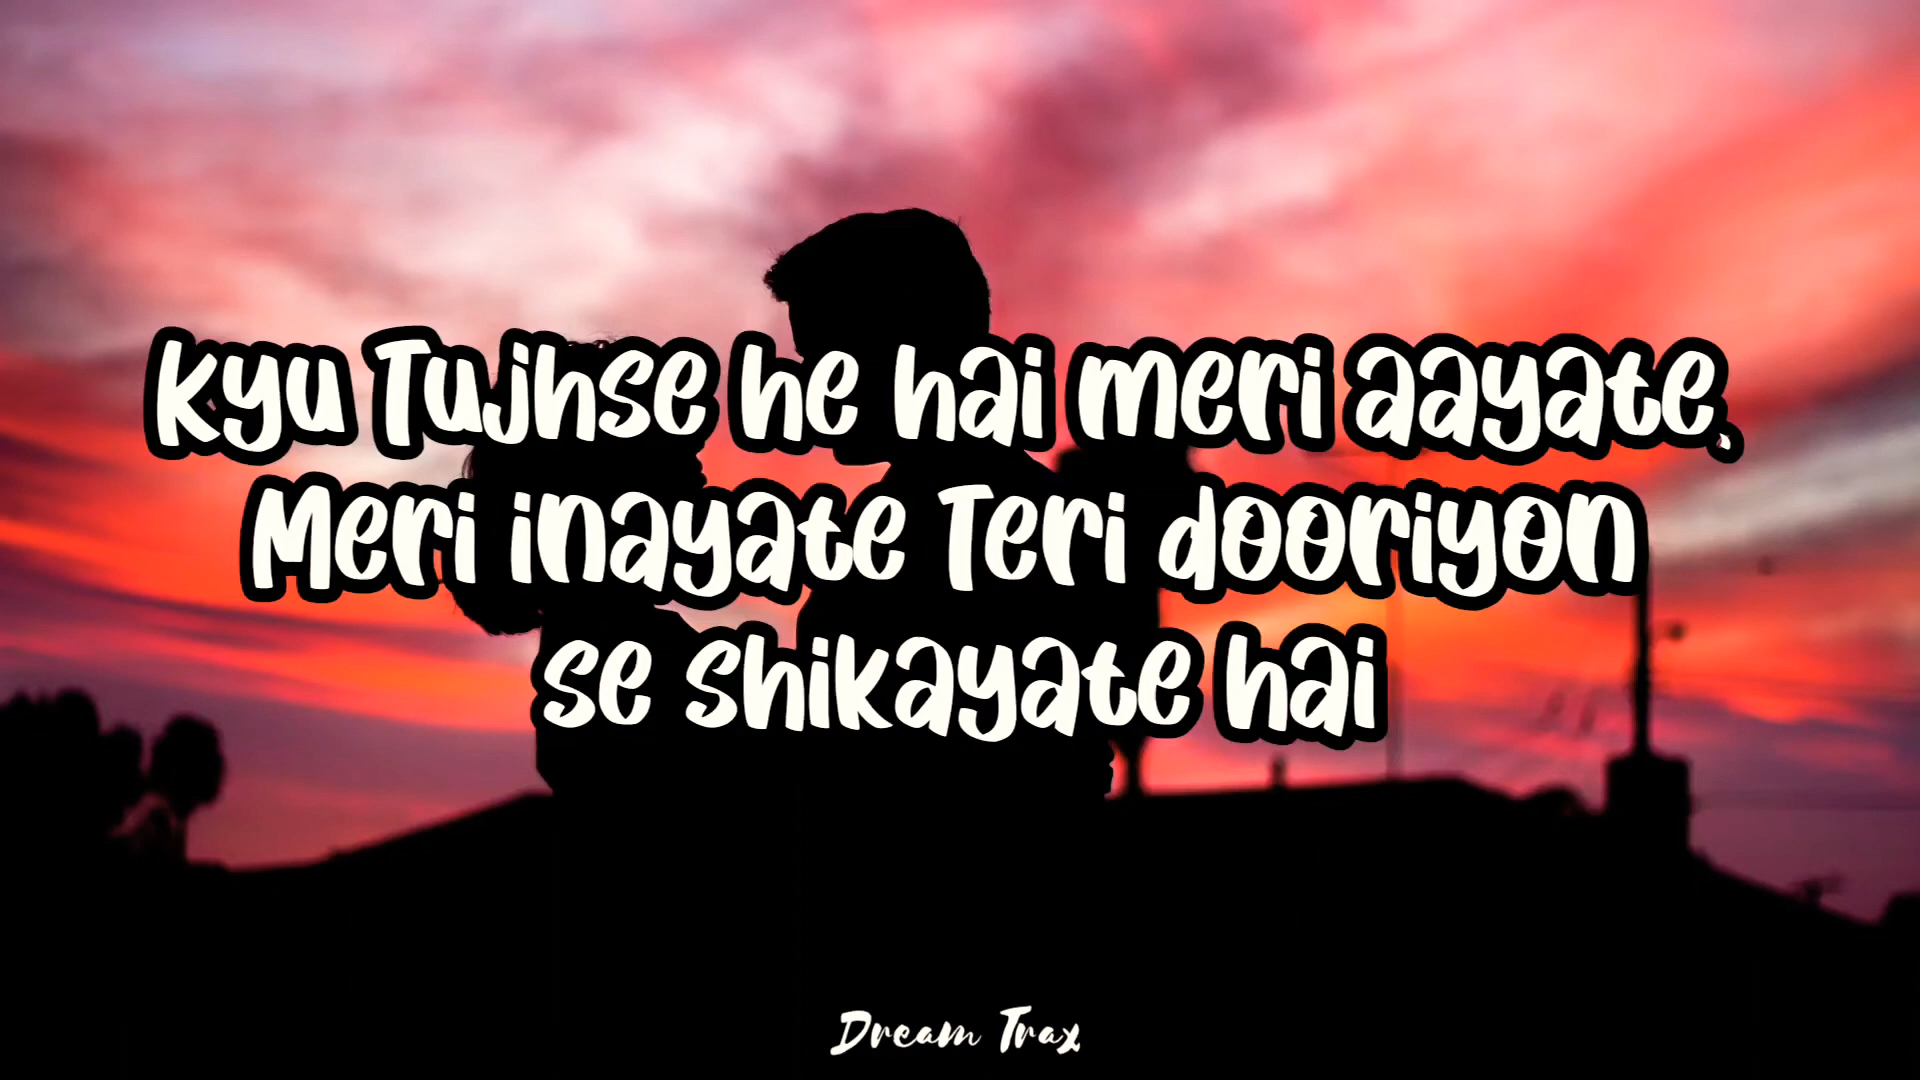 Kyu Tujhse he hai meri aayate,
Meri inayate Teri dooriyon
se shikayate hai
Dream Trax